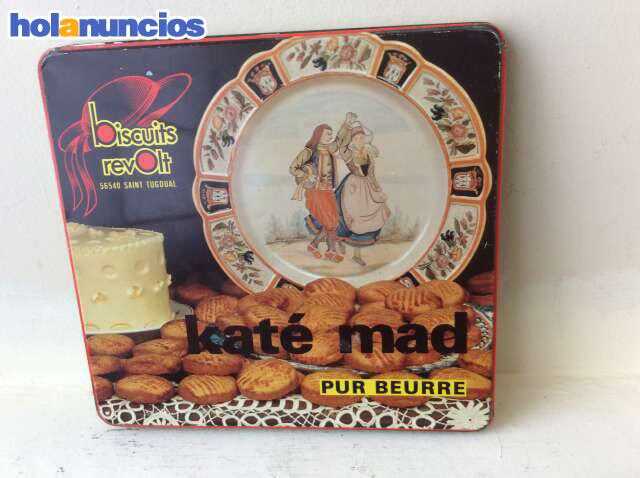 holanuncios
biscuits
revolt
56540 SAINT TUGDUAL
katé mad
PUR BEURRE